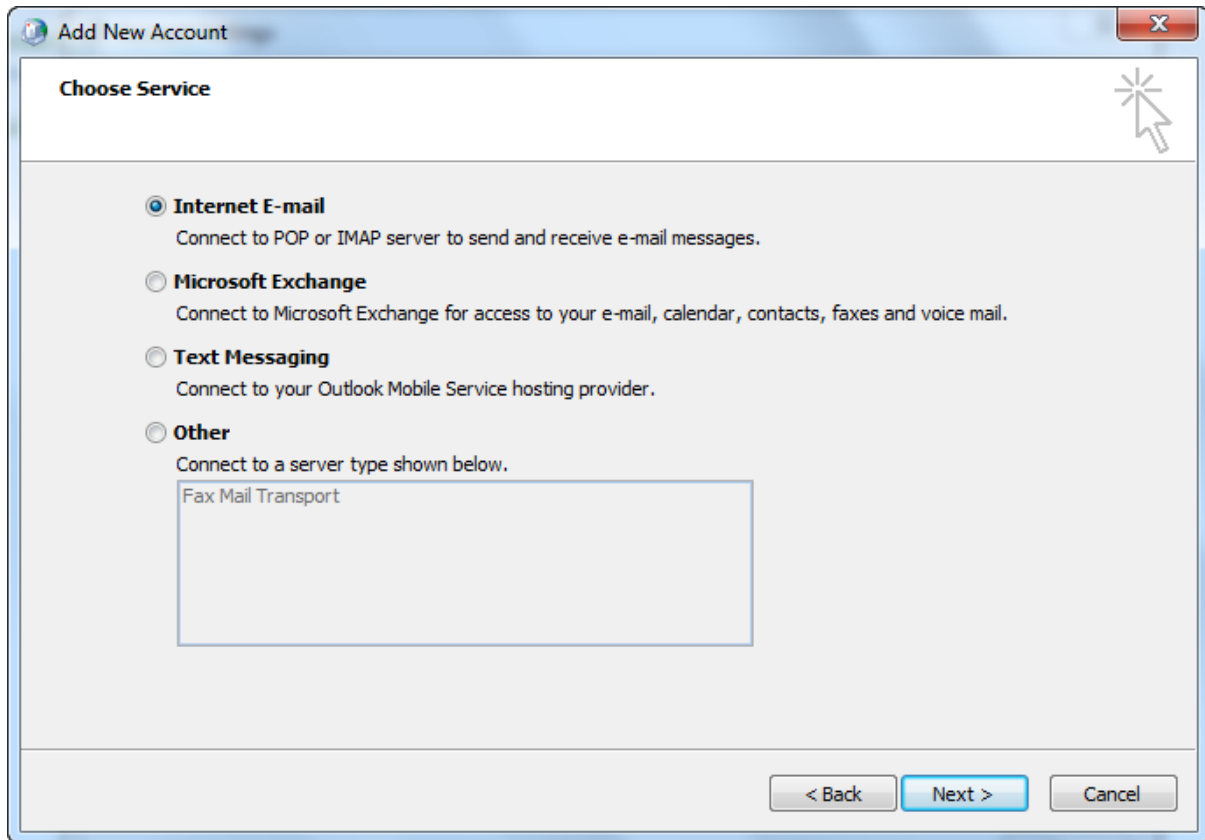 Add New Account
Choose Service
Internet E-mail
Connect to POP or IMAP server to send and receive e-mail messages.
Microsoft Exchange
Connect to Microsoft Exchange for access to your e-mail, calendar, contacts, faxes and voice mail.
Text Messaging
Connect to your Outlook Mobile Service hosting provider.
Other
Connect to a server type shown below.
Fax Mail Transport
< Back Next > Cancel